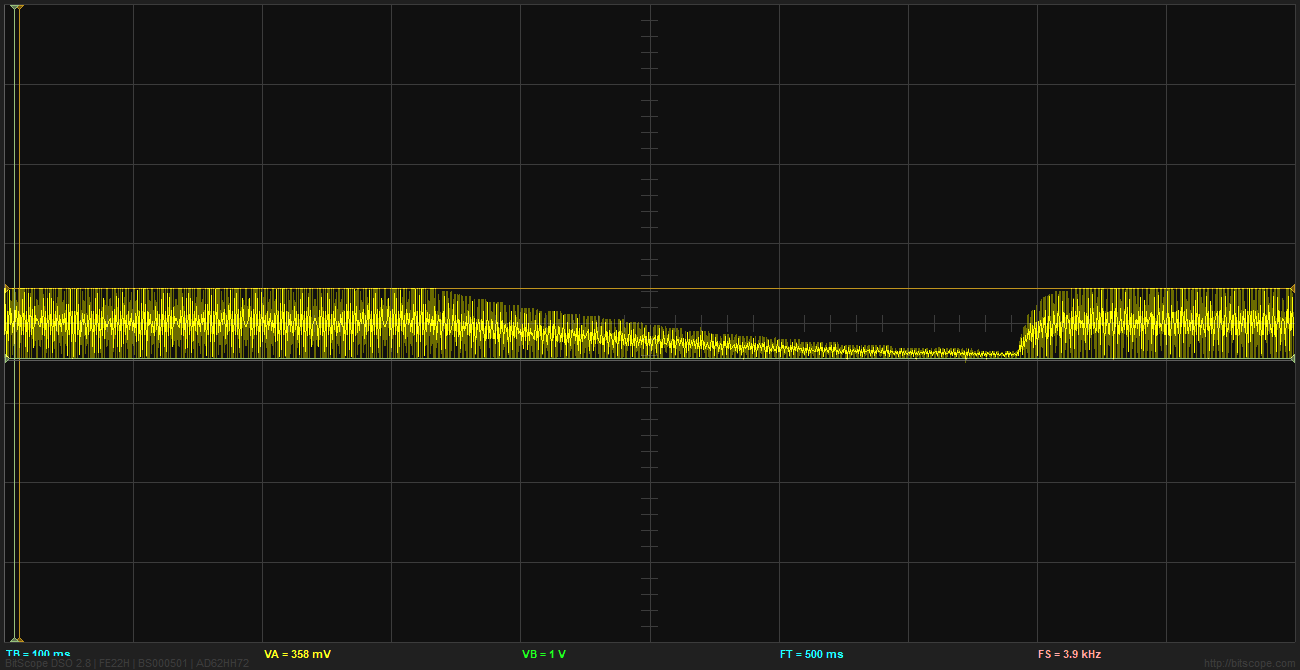 TB = 100 ms VA = 358 mV VB = 1 V FT = 500 ms FS = 3.9 kHz
BitScope DSO 2.8 | FE22H | BS000501 | AD62HH72 http://bitscope.com